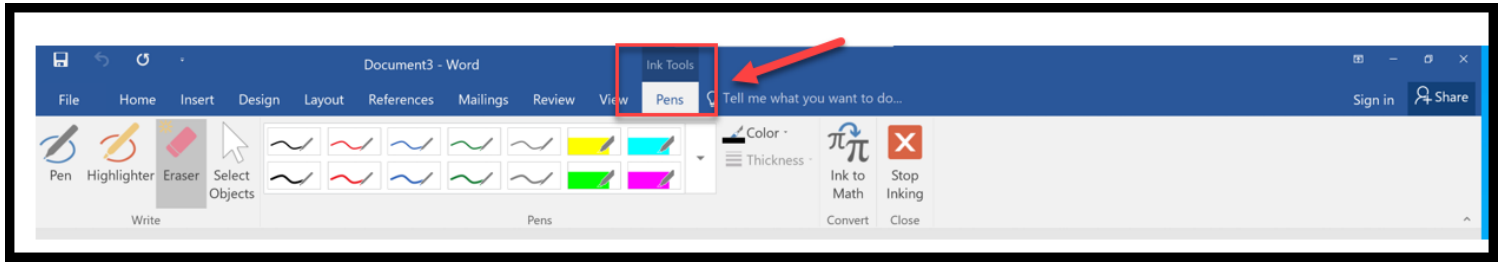 Document3 - Word
Ink Tools
File Home Insert Design Layout References Mailings Review View Pens Tell me what you want to do... Sign in Share
Color
Thickness
Pen Highlighter Eraser Select Objects
Ink to Math
Stop Inking
Write Pens Convert Close